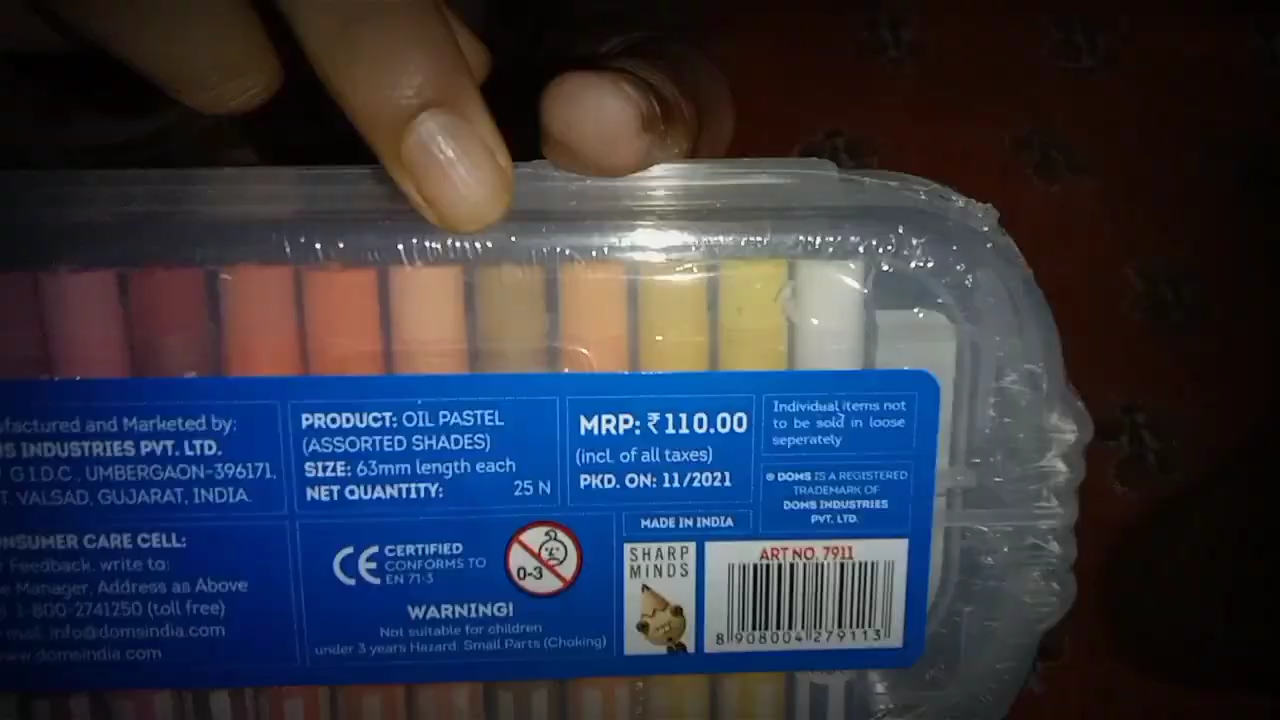 factured and Marketed by:
S INDUSTRIES PVT. LTD.
G.I.D.C., UMBERGAON-396171,
T. VALSAD, GUJARAT, INDIA.
NSUMER CARE CELL:
r Feedback, write to:
e Manager, Address as Above
1-800-2741250 (toll free)
mail: info@domsindia.com
www.domsindia.com
PRODUCT: OIL PASTEL
(ASSORTED SHADES)
SIZE: 63mm length each
NET QUANTITY: 25 N
MRP: ₹110.00
(incl. of all taxes)
PKD. ON: 11/2021
Individual items not
to be sold in loose
seperately
® DOMS IS A REGISTERED
TRADEMARK OF
DOMS INDUSTRIES
PVT. LTD.
CE CERTIFIED
CONFORMS TO
EN 71-3
0-3
WARNING!
Not suitable for children
under 3 years Hazard: Small Parts (Choking)
MADE IN INDIA
SHARP
MINDS
ART NO. 7911
8 908004 279113